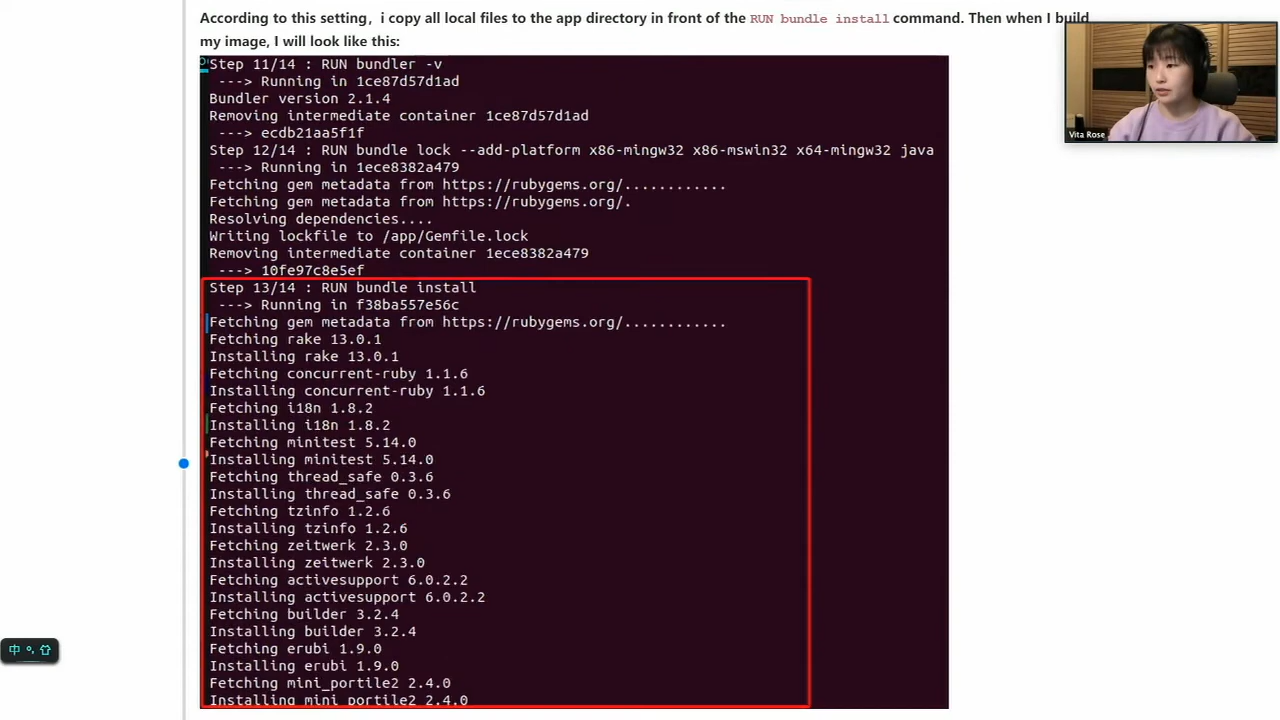 According to this setting，i copy all local files to the app directory in front of the RUN bundle install command. Then when I build
my image, I will look like this:
Step 11/14 : RUN bundler -v
---> Running in 1ce87d57d1ad
Bundler version 2.1.4
Removing intermediate container 1ce87d57d1ad
---> ecdb21aa5f1f
Step 12/14 : RUN bundle lock --add-platform x86-mingw32 x86-mswin32 x64-mingw32 java
---> Running in 1ece8382a479
Fetching gem metadata from https://rubygems.org/............
Fetching gem metadata from https://rubygems.org/.
Resolving dependencies....
Writing lockfile to /app/Gemfile.lock
Removing intermediate container 1ece8382a479
---> 10fe97c8e5ef
Step 13/14 : RUN bundle install
---> Running in f38ba557e56c
Fetching gem metadata from https://rubygems.org/............
Fetching rake 13.0.1
Installing rake 13.0.1
Fetching concurrent-ruby 1.1.6
Installing concurrent-ruby 1.1.6
Fetching i18n 1.8.2
Installing i18n 1.8.2
Fetching minitest 5.14.0
Installing minitest 5.14.0
Fetching thread_safe 0.3.6
Installing thread_safe 0.3.6
Fetching tzinfo 1.2.6
Installing tzinfo 1.2.6
Fetching zeitwerk 2.3.0
Installing zeitwerk 2.3.0
Fetching activesupport 6.0.2.2
Installing activesupport 6.0.2.2
Fetching builder 3.2.4
Installing builder 3.2.4
Fetching erubi 1.9.0
Installing erubi 1.9.0
Fetching mini_portile2 2.4.0
Installing mini_portile2 2.4.0
Vita Rose
中